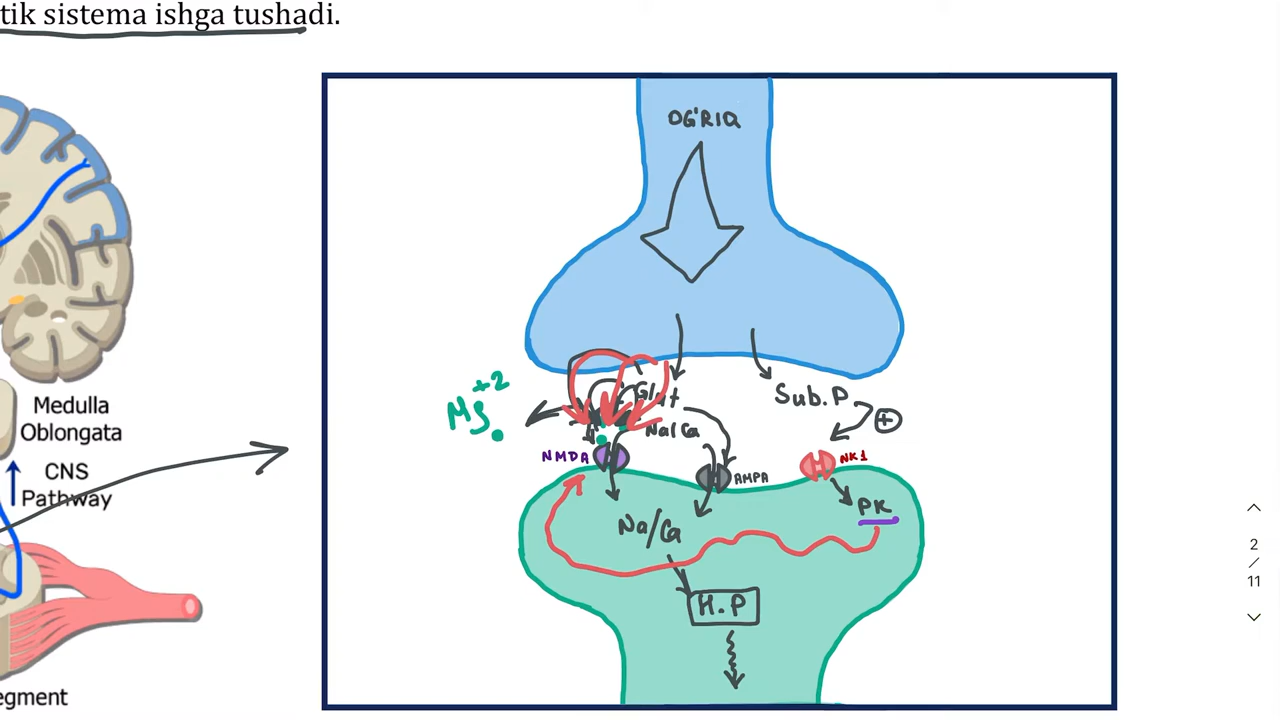 tik sistema ishga tushadi.
OG'RIQ
Mg+2
Glut
Na/Ca
Sub.P
+
NMDA
AMPA
NK1
PK
Na/Ca
H.P
Medulla
Oblongata
CNS
Pathway
egment
2
/
11